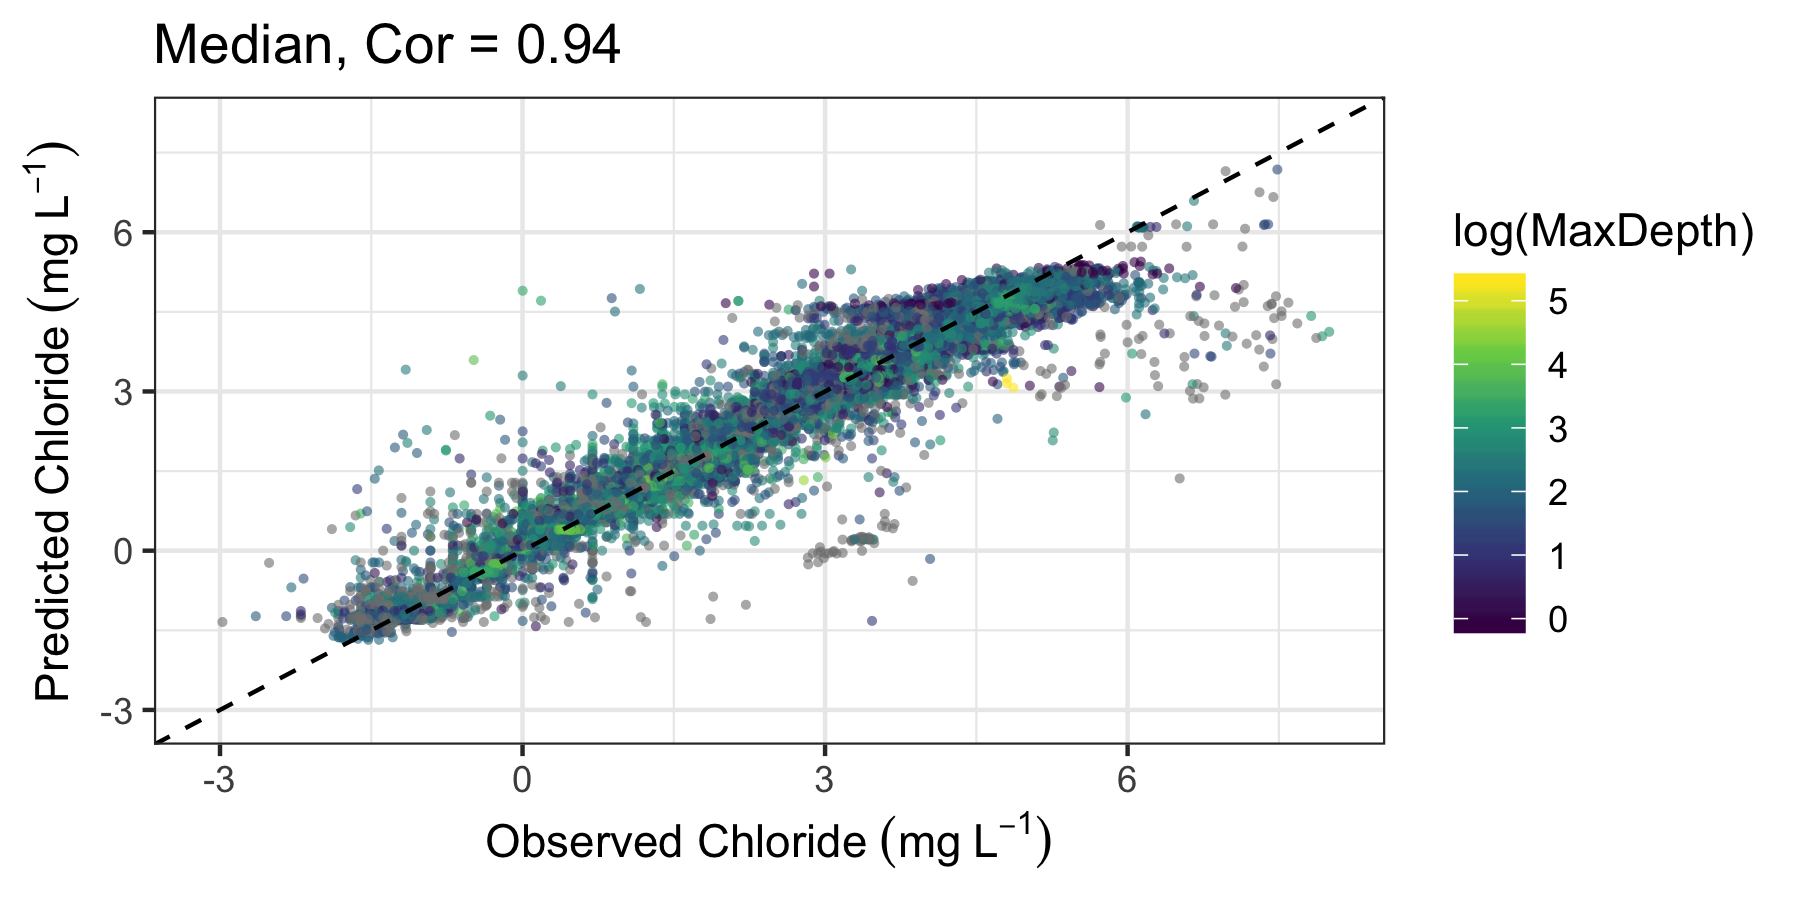 Median, Cor = 0.94
Predicted Chloride (mg L⁻¹)
6
3
0
-3
-3 0 3 6
Observed Chloride (mg L⁻¹)
log(MaxDepth)
5
4
3
2
1
0